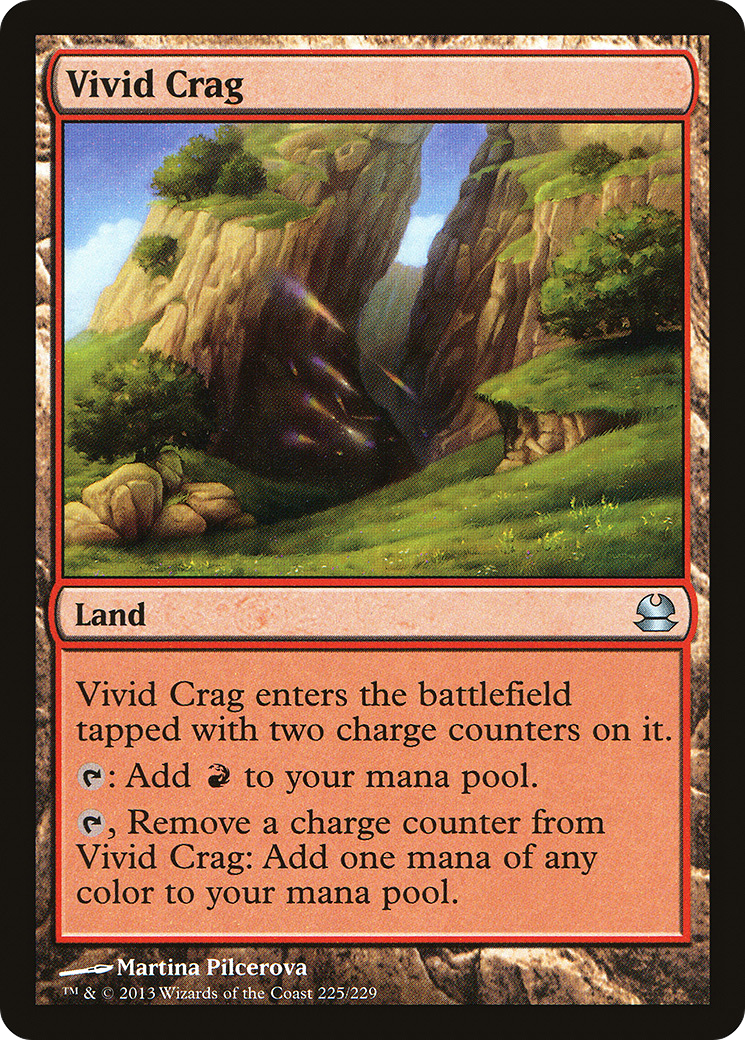 Vivid Crag
Land
Vivid Crag enters the battlefield
tapped with two charge counters on it.
: Add to your mana pool.
, Remove a charge counter from
Vivid Crag: Add one mana of any
color to your mana pool.
Martina Pilcerova
™ & © 2013 Wizards of the Coast 225/229